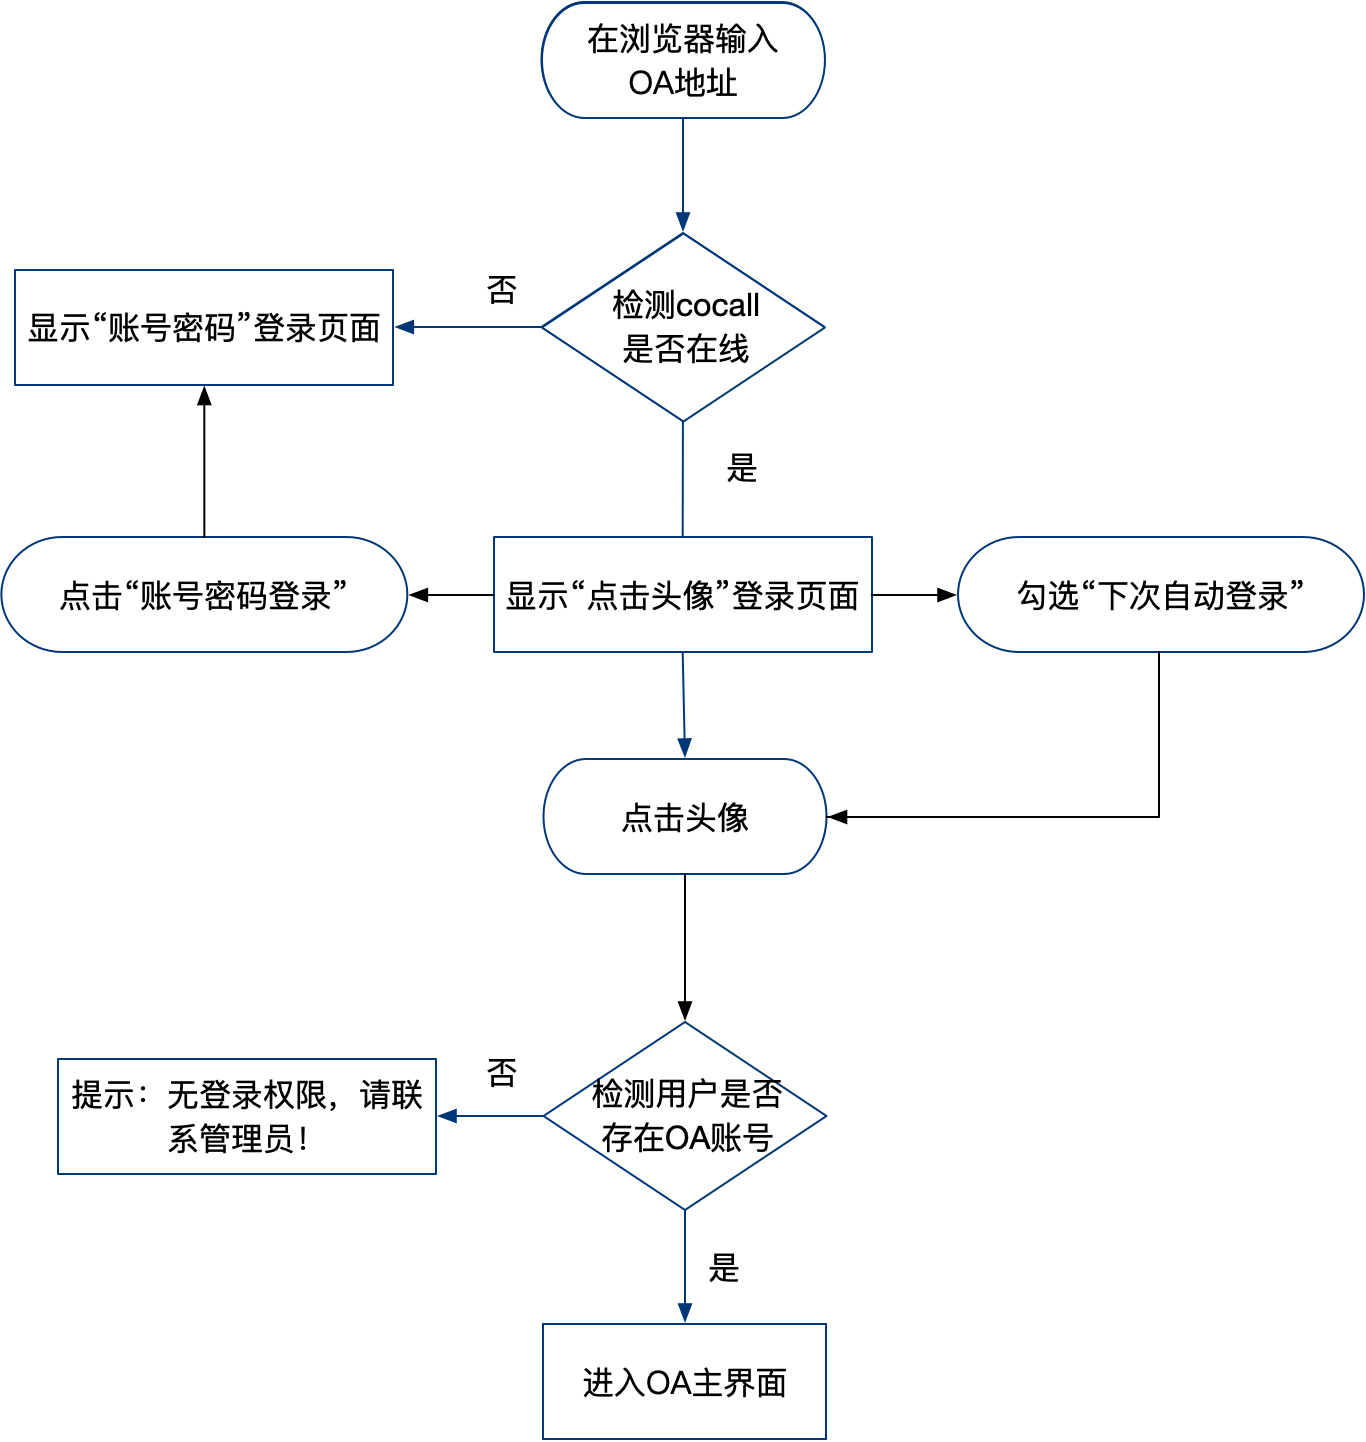 在浏览器输入
OA地址
否
检测cocall
是否在线
显示“账号密码”登录页面
是
点击“账号密码登录”
显示“点击头像”登录页面
勾选“下次自动登录”
点击头像
否
提示：无登录权限，请联
系管理员！
检测用户是否
存在OA账号
是
进入OA主界面